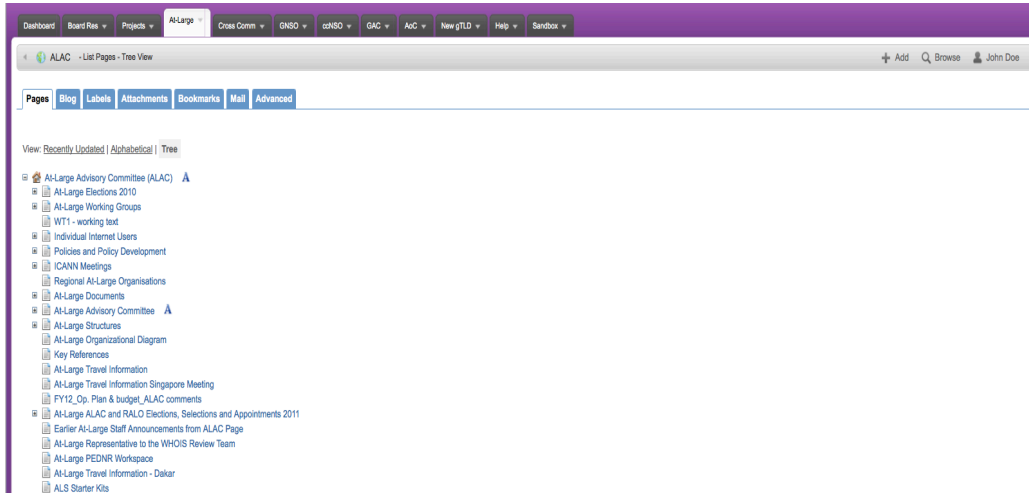 Dashboard Board Res Projects At-Large Cross Comm GNSO ccNSO GAC AoC New gTLD Help Sandbox
ALAC - List Pages - Tree View Add Browse John Doe
Pages Blog Labels Attachments Bookmarks Mail Advanced
View: Recently Updated | Alphabetical | Tree
At-Large Advisory Committee (ALAC) A
At-Large Elections 2010
At-Large Working Groups
WT1 - working text
Individual Internet Users
Policies and Policy Development
ICANN Meetings
Regional At-Large Organisations
At-Large Documents
At-Large Advisory Committee A
At-Large Structures
At-Large Organizational Diagram
Key References
At-Large Travel Information
At-Large Travel Information Singapore Meeting
FY12_Op. Plan & budget_ALAC comments
At-Large ALAC and RALO Elections, Selections and Appointments 2011
Earlier At-Large Staff Announcements from ALAC Page
At-Large Representative to the WHOIS Review Team
At-Large PEDNR Workspace
At-Large Travel Information - Dakar
ALS Starter Kits